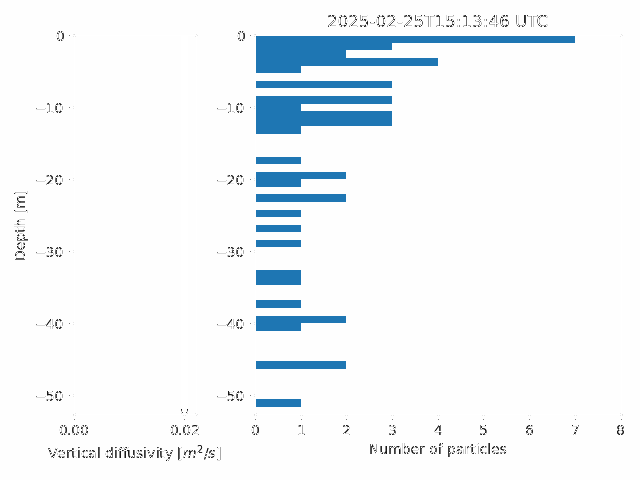 2025-02-25T15:13:46 UTC
0
−10
−20
−30
−40
−50
Depth [m]
0.00 0.02
Vertical diffusivity [m²/s]
0
−10
−20
−30
−40
−50
0 1 2 3 4 5 6 7 8
Number of particles